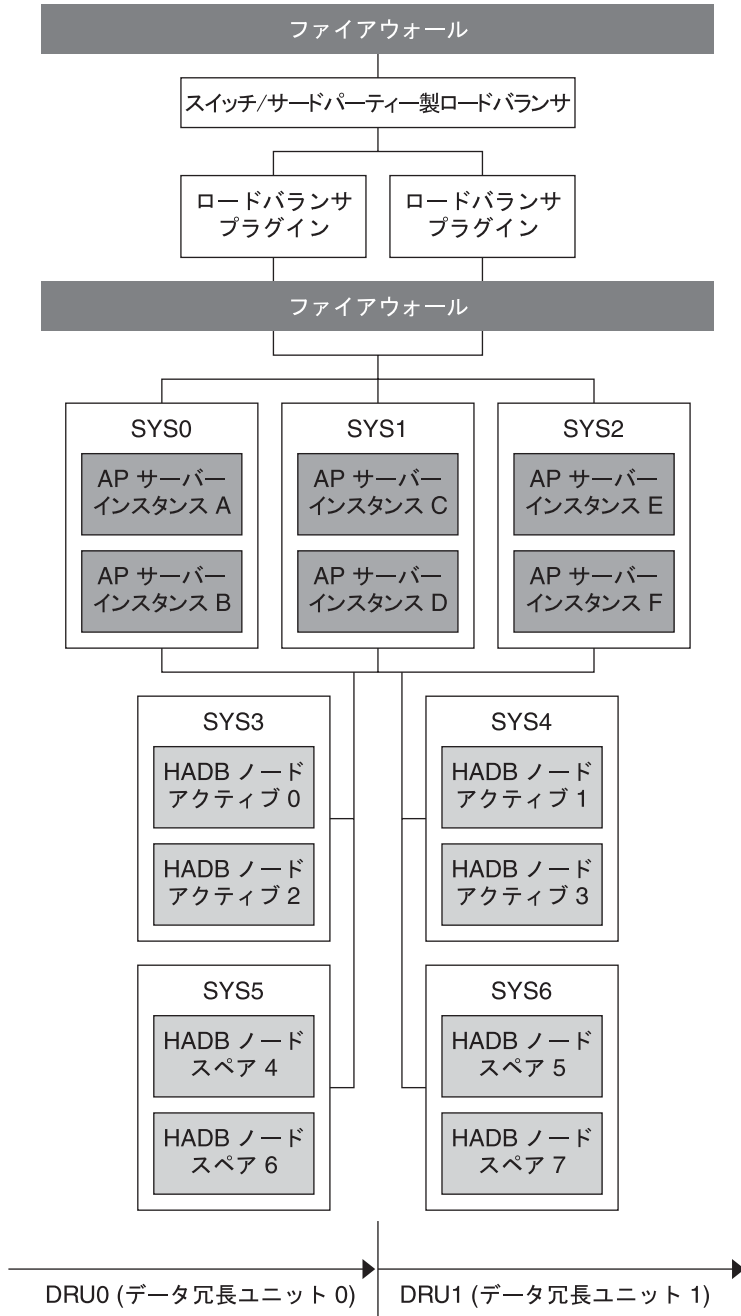 ファイアウォール
スイッチ/サードパーティー製ロードバランサ
ロードバランサ
プラグイン
ロードバランサ
プラグイン
ファイアウォール
SYS0
AP サーバー
インスタンス A
AP サーバー
インスタンス B
SYS1
AP サーバー
インスタンス C
AP サーバー
インスタンス D
SYS2
AP サーバー
インスタンス E
AP サーバー
インスタンス F
SYS3
HADB ノード
アクティブ 0
HADB ノード
アクティブ 2
SYS4
HADB ノード
アクティブ 1
HADB ノード
アクティブ 3
SYS5
HADB ノード
スペア 4
HADB ノード
スペア 6
SYS6
HADB ノード
スペア 5
HADB ノード
スペア 7
DRU0 (データ冗長ユニット 0)
DRU1 (データ冗長ユニット 1)